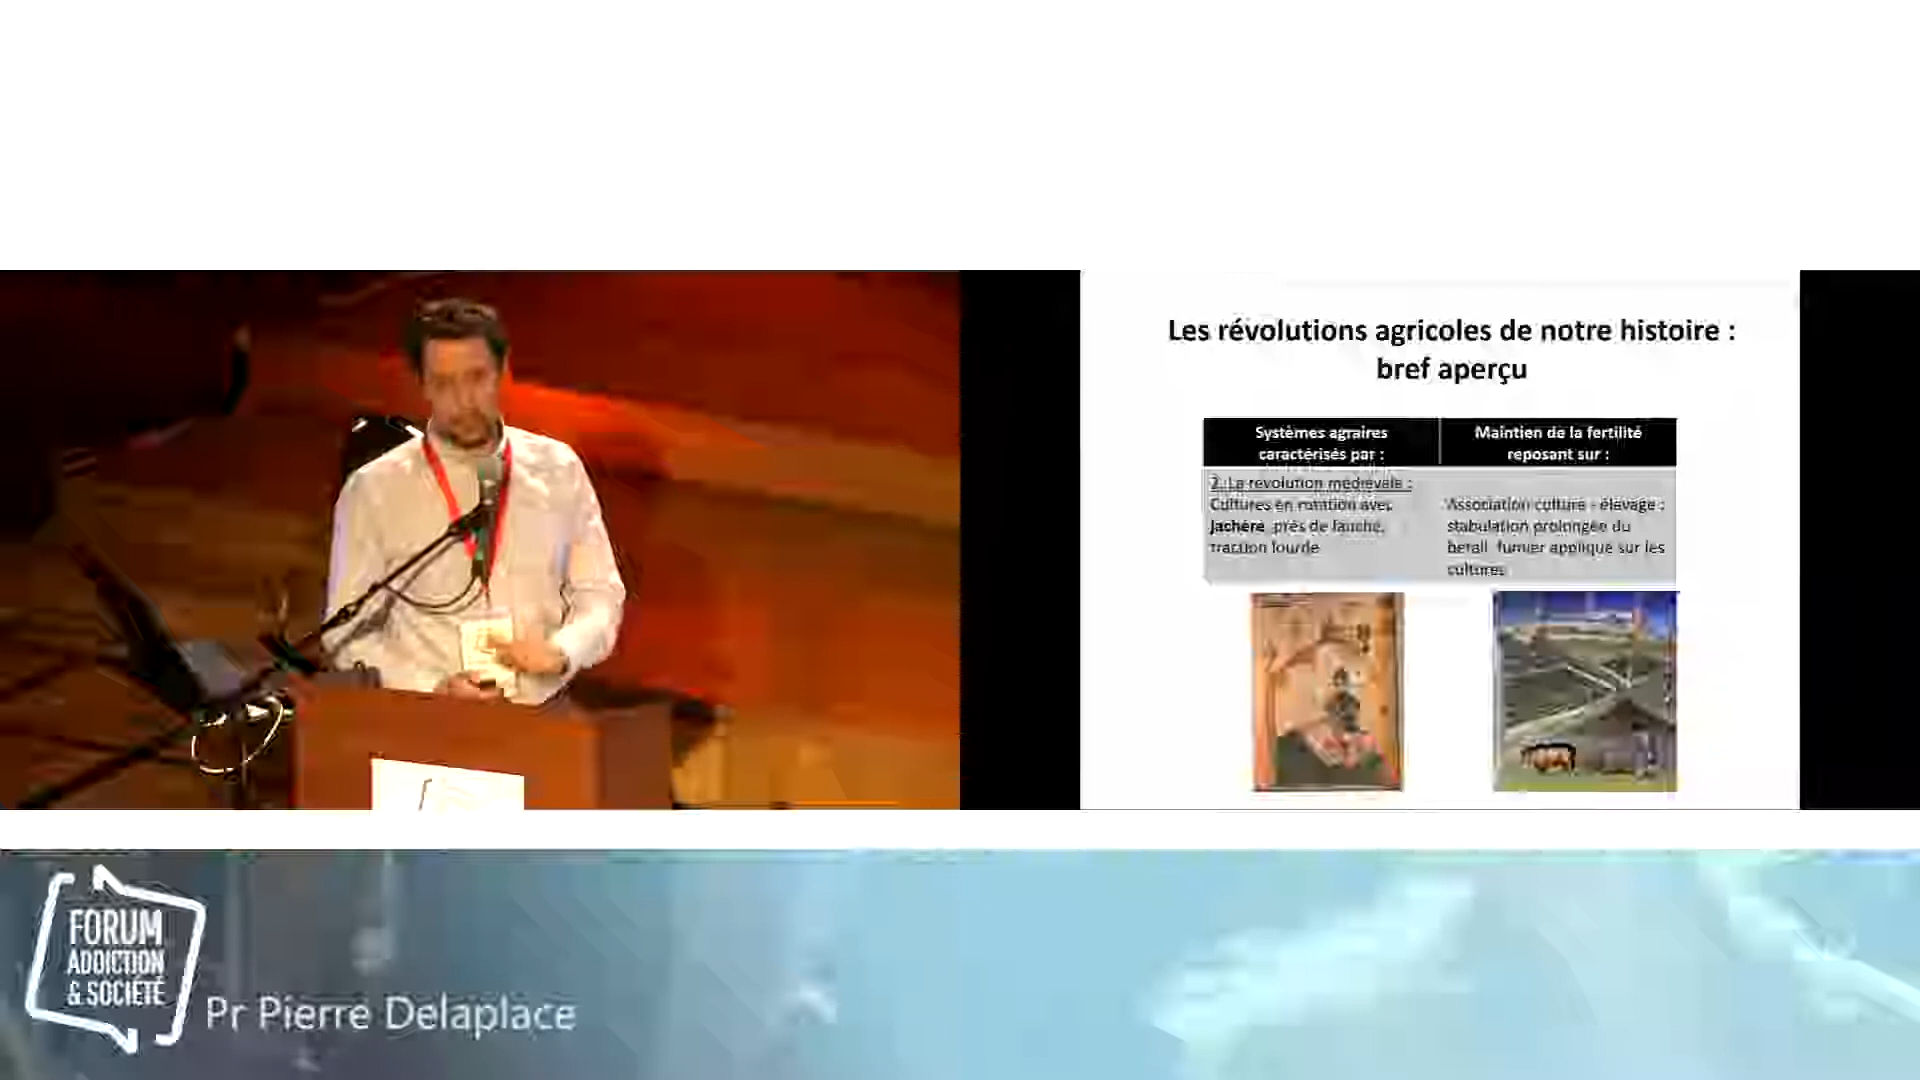 Les révolutions agricoles de notre histoire :
bref aperçu
Systèmes agraires
caractérisés par :
Maintien de la fertilité
reposant sur :
2. La révolution médiévale :
Cultures en rotation avec
jachère, prés de fauche,
traction lourde
Association culture - élevage :
stabulation prolongée du
bétail, fumier appliqué sur les
cultures
FORUM
ADDICTION
& SOCIÉTÉ
Pr Pierre Delaplace